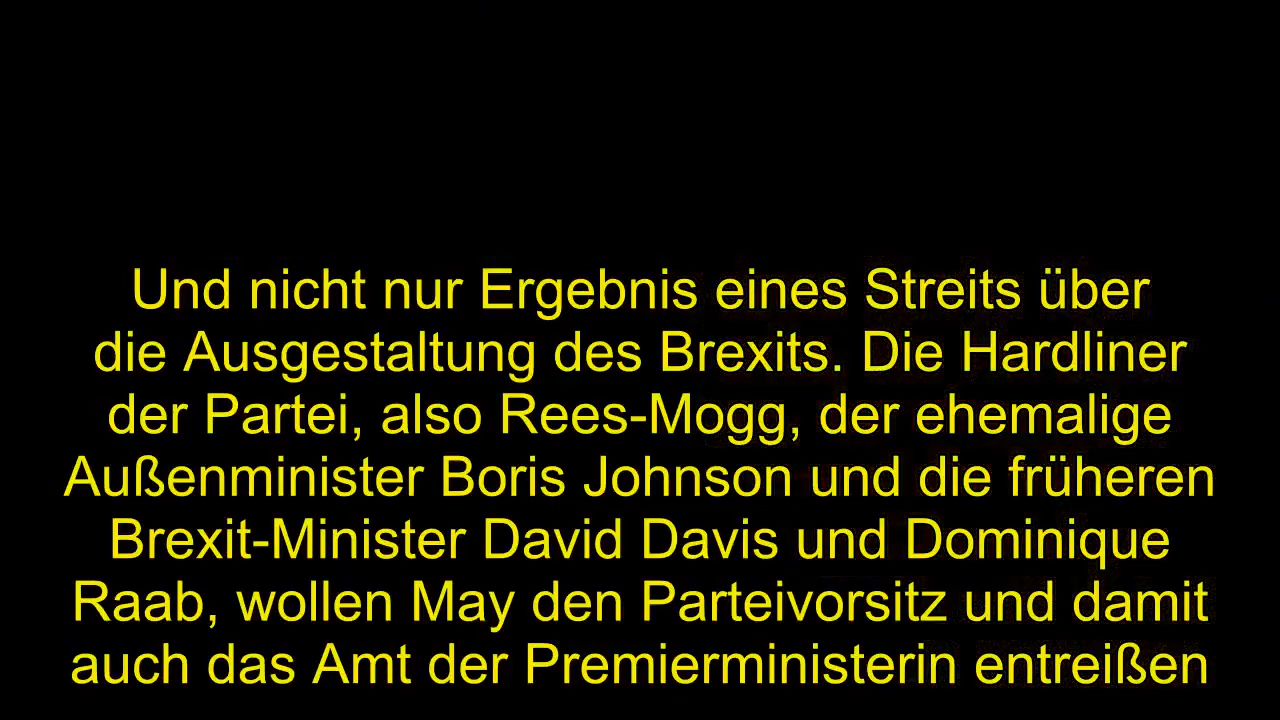 Und nicht nur Ergebnis eines Streits über
die Ausgestaltung des Brexits. Die Hardliner
der Partei, also Rees-Mogg, der ehemalige
Außenminister Boris Johnson und die früheren
Brexit-Minister David Davis und Dominique
Raab, wollen May den Parteivorsitz und damit
auch das Amt der Premierministerin entreißen